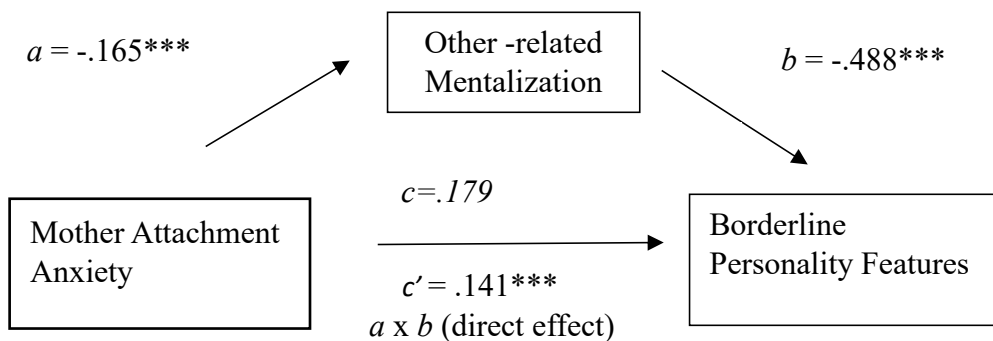 a = -.165***
Other -related
Mentalization
b = -.488***
c=.179
Mother Attachment
Anxiety
Borderline
Personality Features
c’ = .141***
a x b (direct effect)